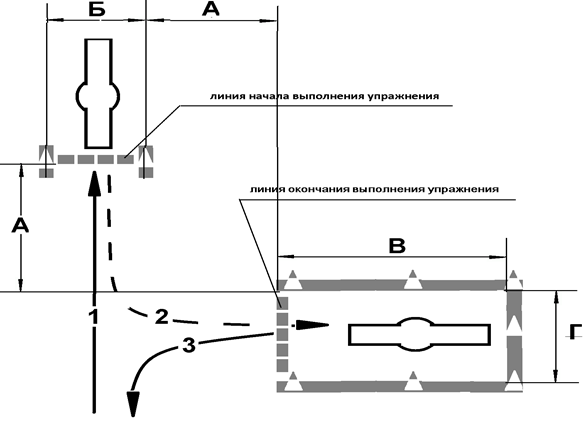 Б
А
линия начала выполнения упражнения
линия окончания выполнения упражнения
А
В
1
2
3
Г